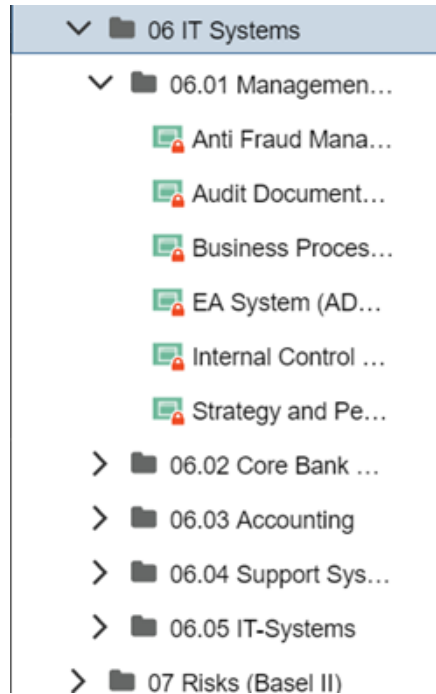 06 IT Systems
06.01 Managemen...
Anti Fraud Mana...
Audit Document...
Business Proces...
EA System (AD...
Internal Control ...
Strategy and Pe...
06.02 Core Bank ...
06.03 Accounting
06.04 Support Sys...
06.05 IT-Systems
07 Risks (Basel II)